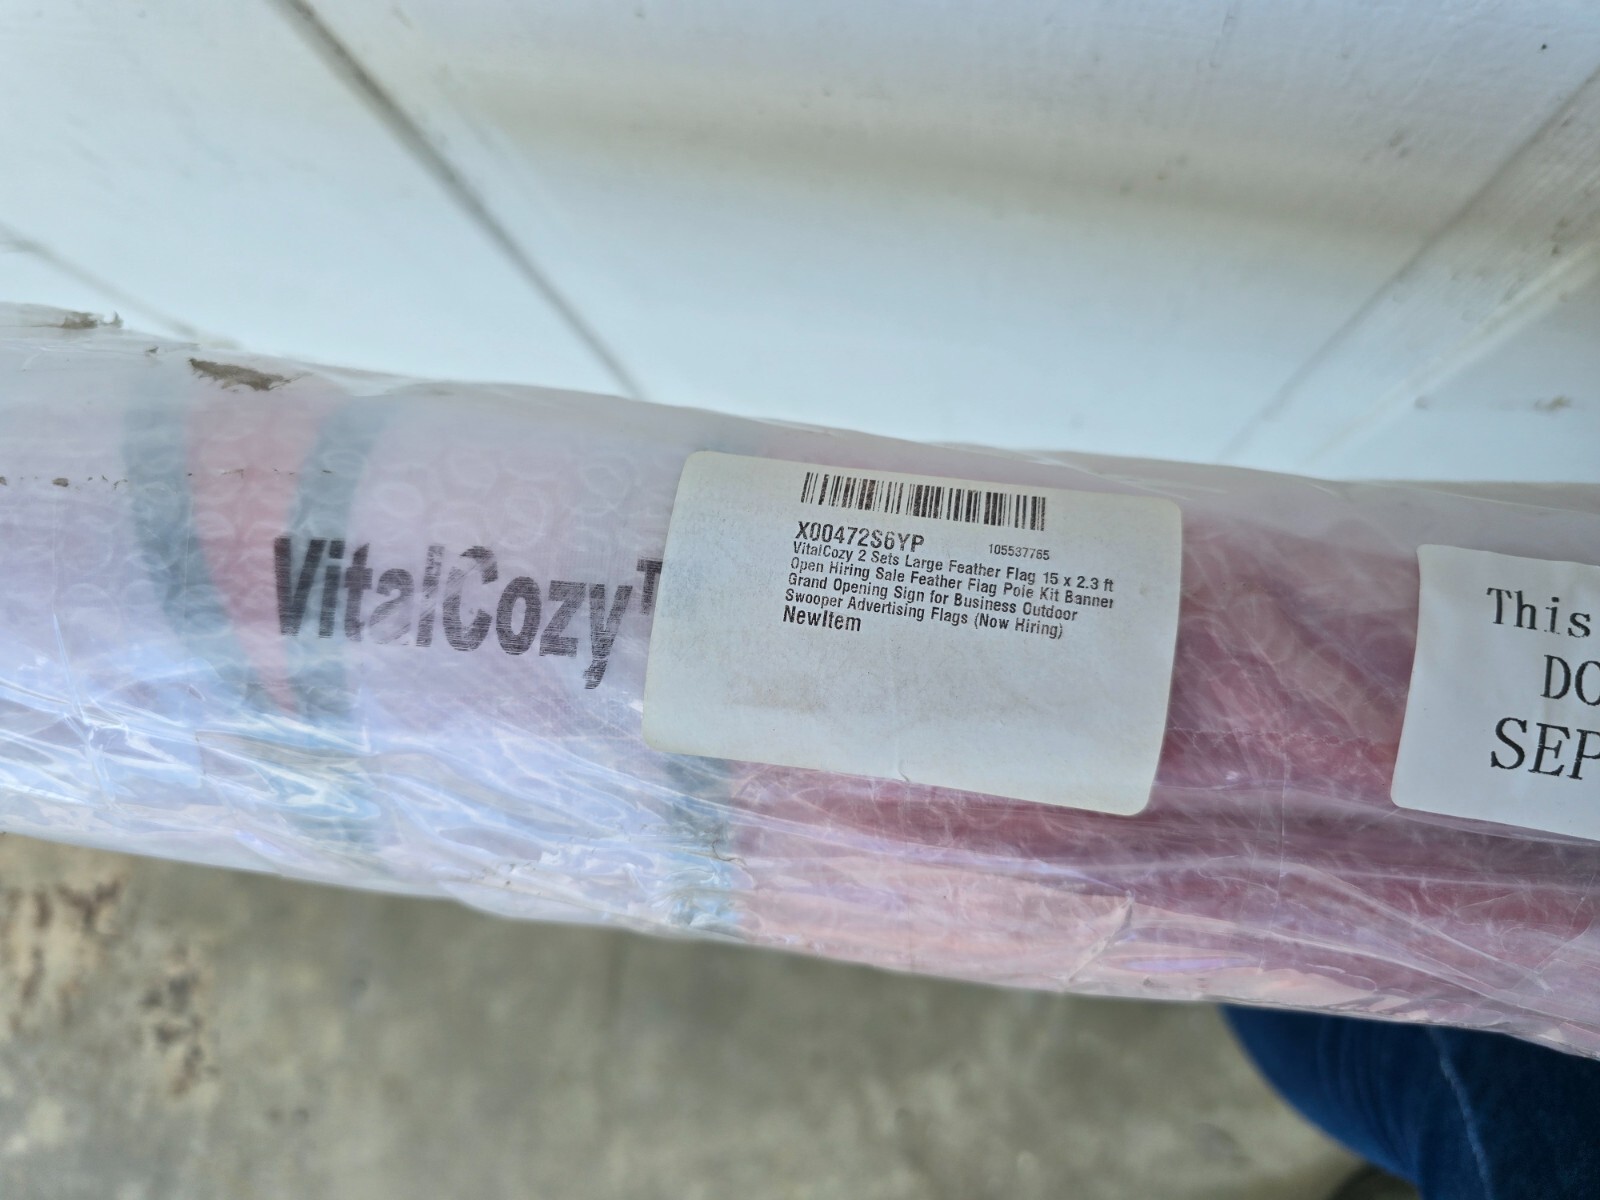 VitalCozy™
X00472S6YP 105537765
VitalCozy 2 Sets Large Feather Flag 15 x 2.3 ft
Open Hiring Sale Feather Flag Pole Kit Banner
Grand Opening Sign for Business Outdoor
Swooper Advertising Flags (Now Hiring)
NewItem
This
DO
SEP